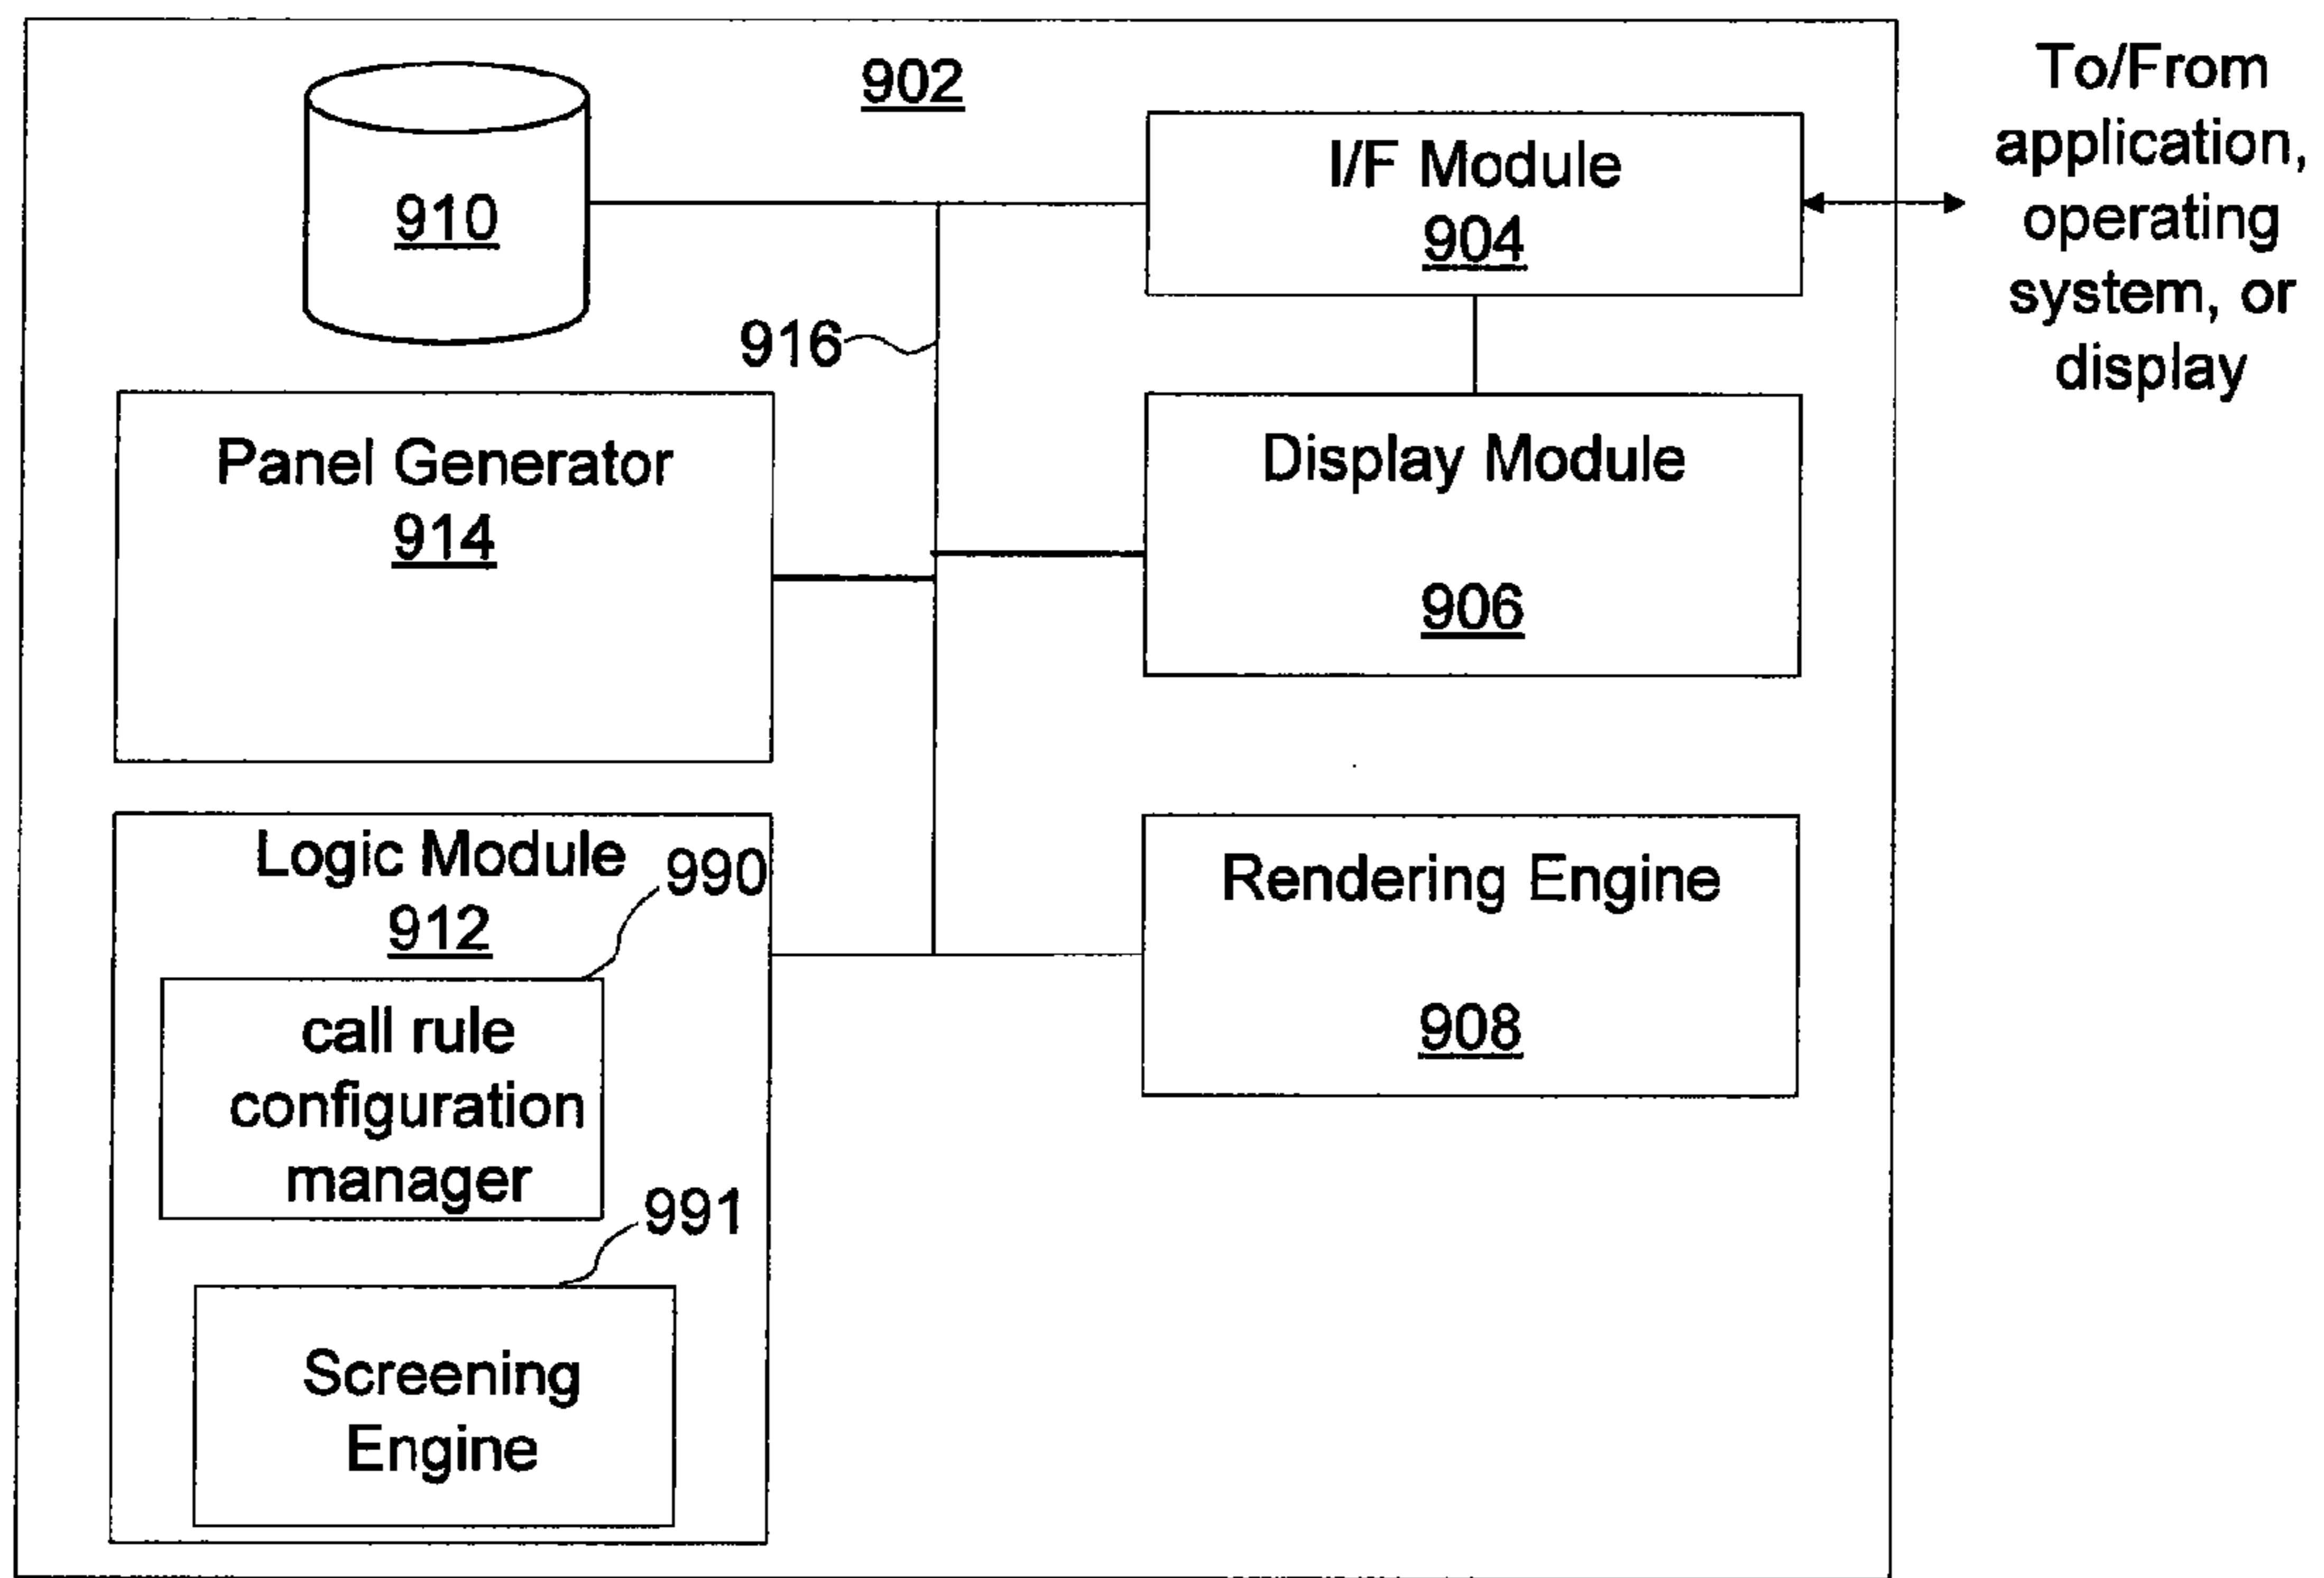 902
910
I/F Module
904
To/From
application,
operating
system, or
display
916
Panel Generator
914
Display Module
906
Logic Module
912
990
call rule
configuration
manager
991
Screening
Engine
Rendering Engine
908